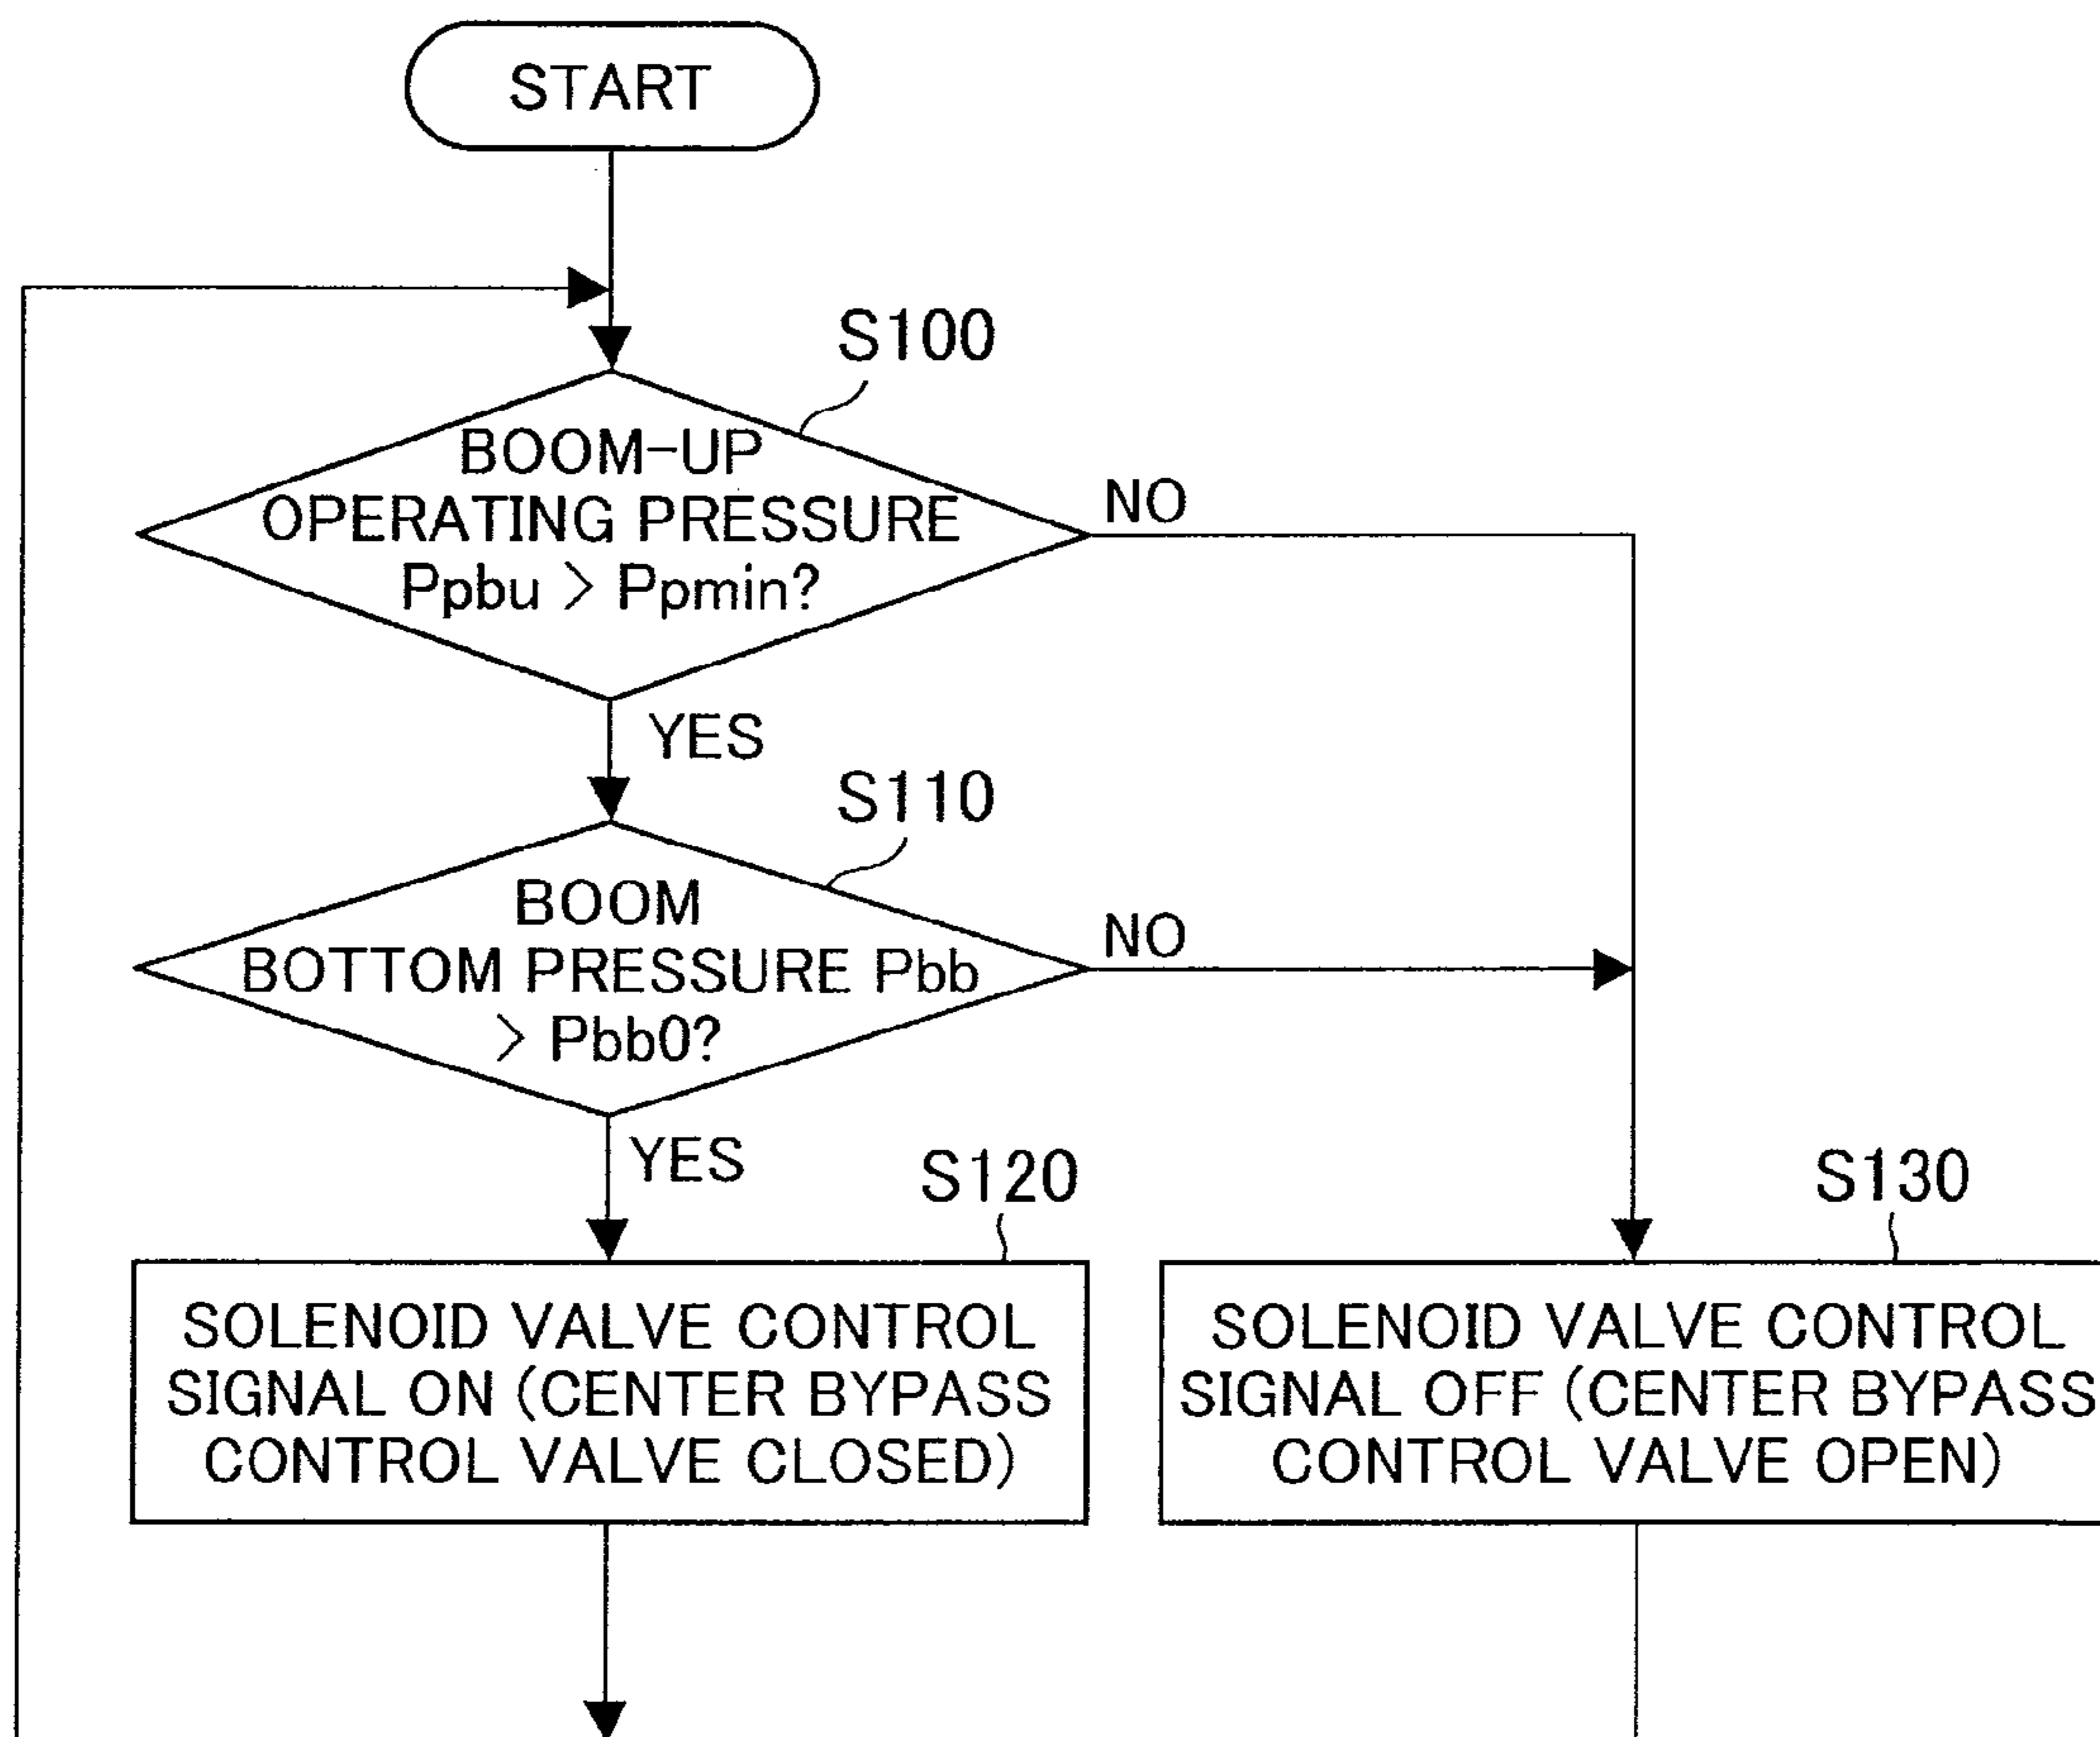 START
S100
BOOM-UP
OPERATING PRESSURE
Ppbu > Ppmin?
NO
YES
S110
BOOM
BOTTOM PRESSURE Pbb
> Pbb0?
NO
YES
S120
SOLENOID VALVE CONTROL
SIGNAL ON (CENTER BYPASS
CONTROL VALVE CLOSED)
S130
SOLENOID VALVE CONTROL
SIGNAL OFF (CENTER BYPASS
CONTROL VALVE OPEN)